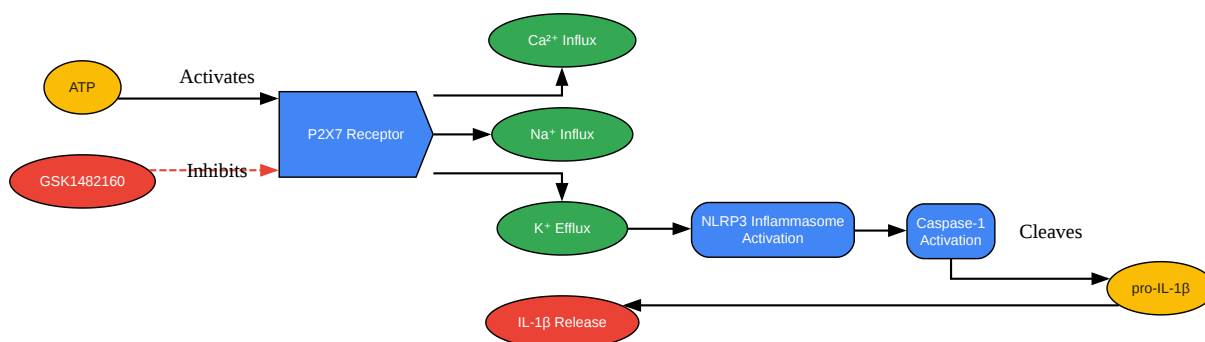 Ca²⁺ Influx
ATP
Activates
P2X7 Receptor
Na⁺ Influx
GSK1482160
Inhibits
K⁺ Efflux
NLRP3 Inflammasome
Activation
Caspase-1
Activation
Cleaves
pro-IL-1β
IL-1β Release